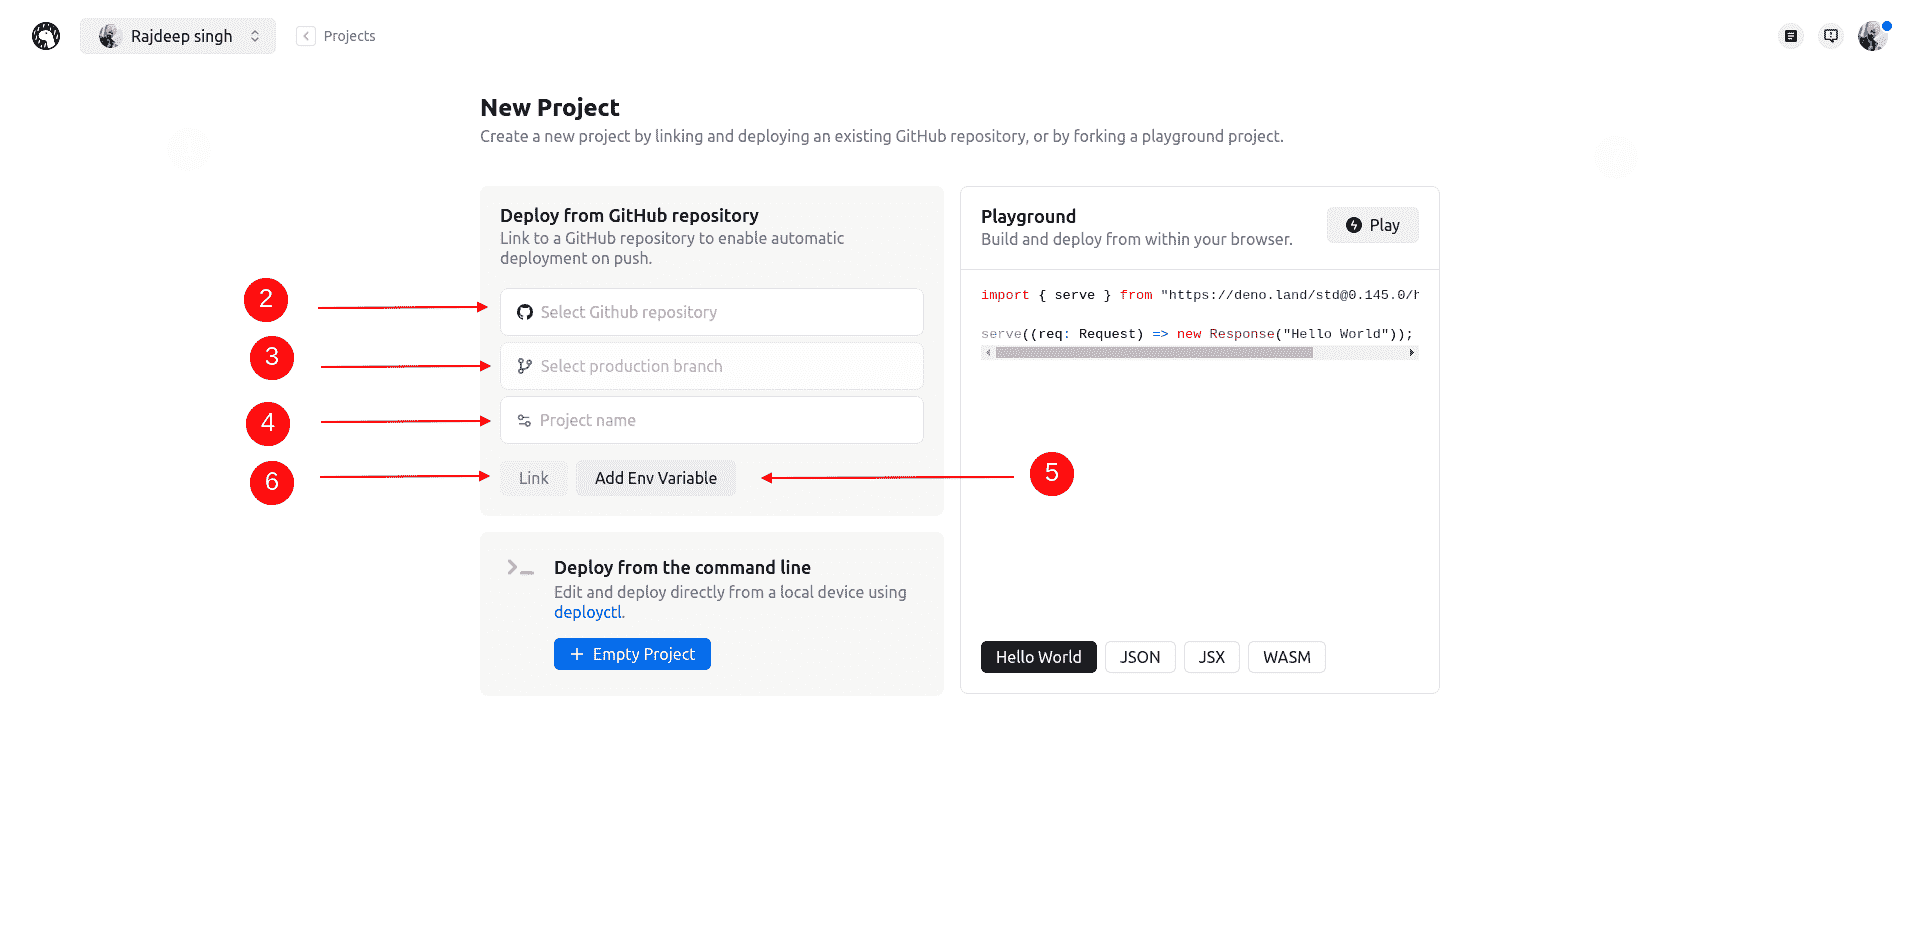 Rajdeep singh
Projects
New Project
Create a new project by linking and deploying an existing GitHub repository, or by forking a playground project.
Deploy from GitHub repository
Link to a GitHub repository to enable automatic
deployment on push.
2
Select Github repository
3
Select production branch
4
Project name
6
Link
Add Env Variable
5
Deploy from the command line
Edit and deploy directly from a local device using
deployctl.
+ Empty Project
Playground
Build and deploy from within your browser.
Play
import { serve } from "https://deno.land/std@0.145.0/h
serve((req: Request) => new Response("Hello World"));
Hello World
JSON
JSX
WASM